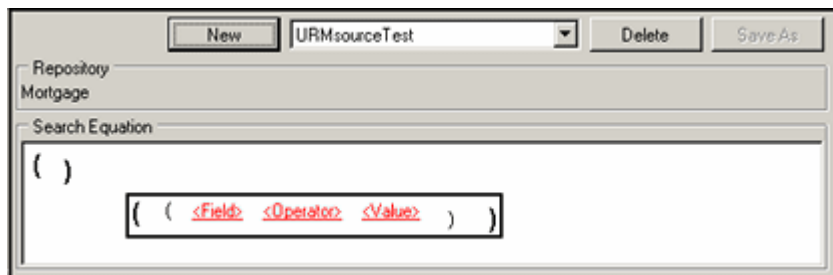 New URMsourceTest Delete Save As
Repository
Mortgage
Search Equation
( )
( ( <Field> <Operator> <Value> ) )